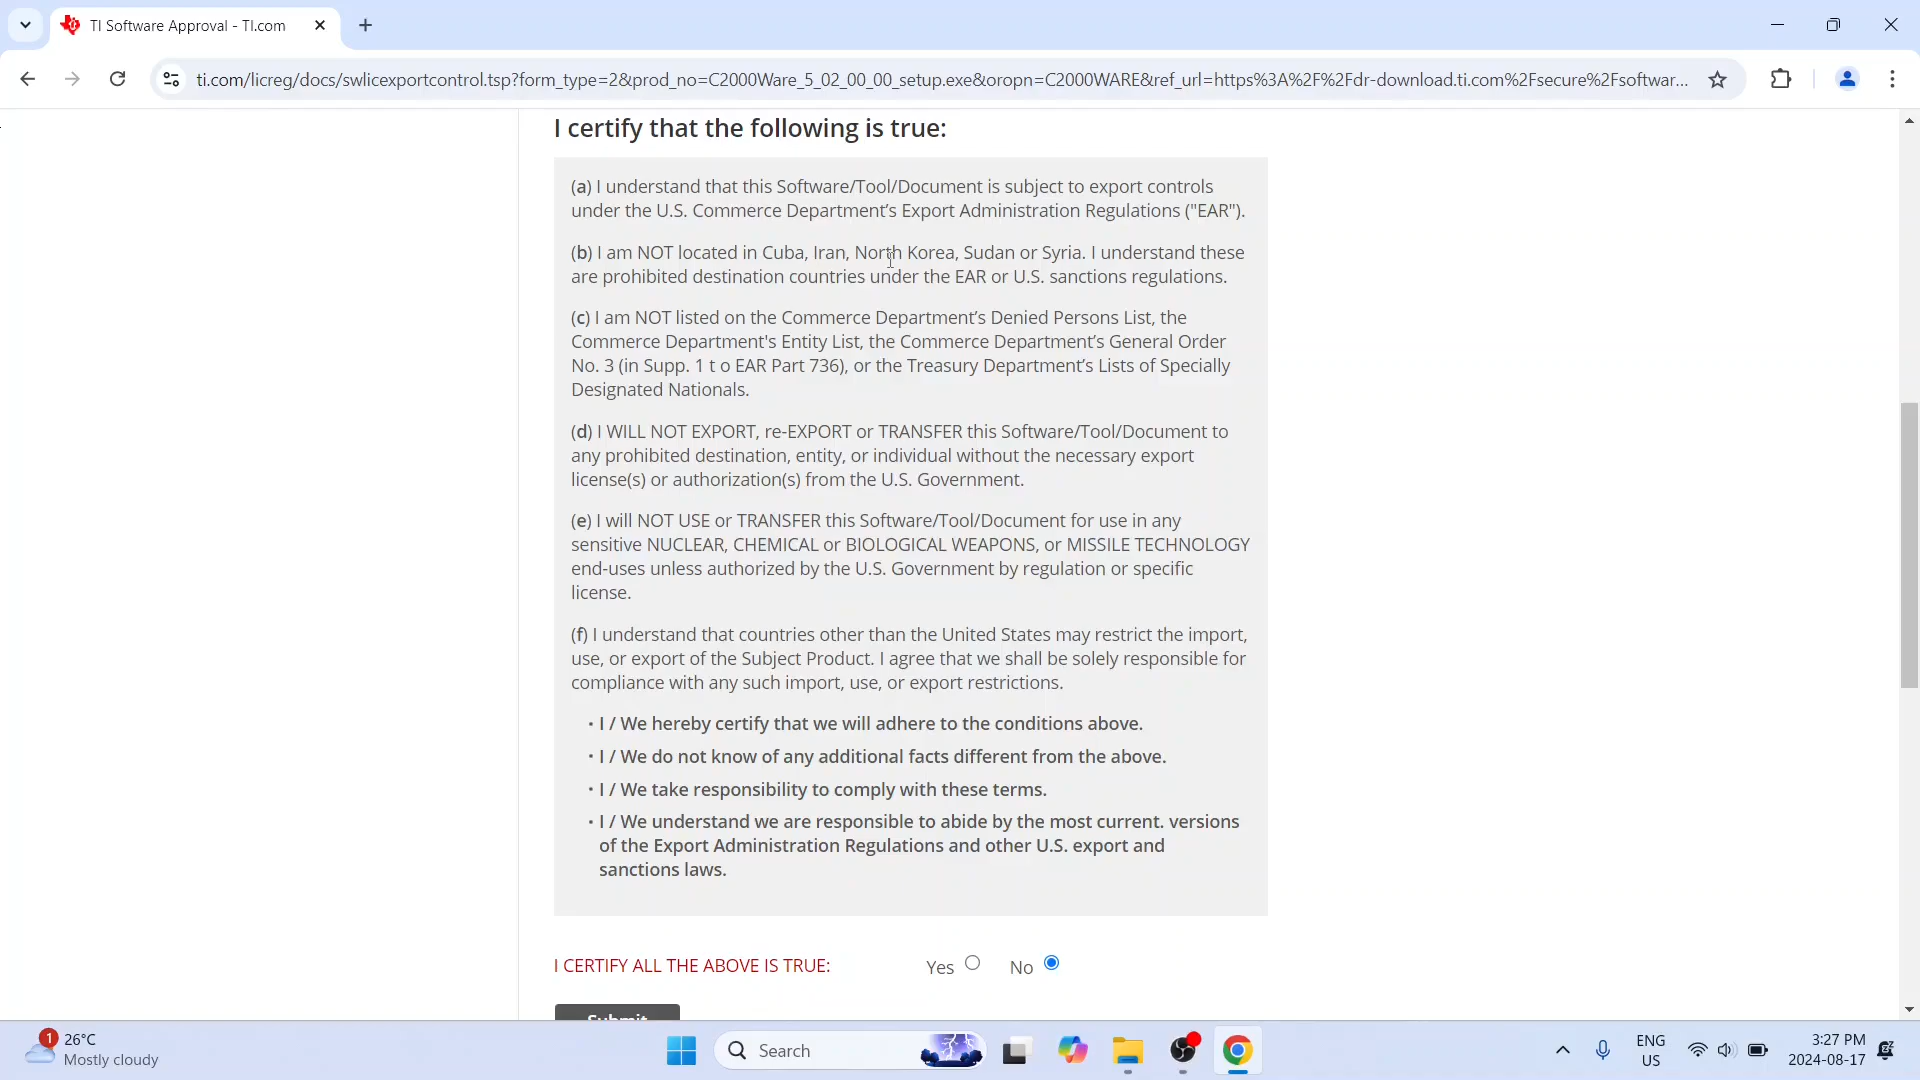 TI Software Approval - TI.com
ti.com/licreg/docs/swlicexportcontrol.tsp?form_type=2&prod_no=C2000Ware_5_02_00_00_setup.exe&oropn=C2000WARE&ref_url=https%3A%2F%2Fdr-download.ti.com%2Fsecure%2Fsoftwar...
I certify that the following is true:
(a) I understand that this Software/Tool/Document is subject to export controls
under the U.S. Commerce Department’s Export Administration Regulations ("EAR").
(b) I am NOT located in Cuba, Iran, North Korea, Sudan or Syria. I understand these
are prohibited destination countries under the EAR or U.S. sanctions regulations.
(c) I am NOT listed on the Commerce Department’s Denied Persons List, the
Commerce Department's Entity List, the Commerce Department’s General Order
No. 3 (in Supp. 1 t o EAR Part 736), or the Treasury Department’s Lists of Specially
Designated Nationals.
(d) I WILL NOT EXPORT, re-EXPORT or TRANSFER this Software/Tool/Document to
any prohibited destination, entity, or individual without the necessary export
license(s) or authorization(s) from the U.S. Government.
(e) I will NOT USE or TRANSFER this Software/Tool/Document for use in any
sensitive NUCLEAR, CHEMICAL or BIOLOGICAL WEAPONS, or MISSILE TECHNOLOGY
end-uses unless authorized by the U.S. Government by regulation or specific
license.
(f) I understand that countries other than the United States may restrict the import,
use, or export of the Subject Product. I agree that we shall be solely responsible for
compliance with any such import, use, or export restrictions.
• I / We hereby certify that we will adhere to the conditions above.
• I / We do not know of any additional facts different from the above.
• I / We take responsibility to comply with these terms.
• I / We understand we are responsible to abide by the most current. versions
of the Export Administration Regulations and other U.S. export and
sanctions laws.
I CERTIFY ALL THE ABOVE IS TRUE: Yes No
Submit
1 26°C
Mostly cloudy
Search
ENG
US
3:27 PM
2024-08-17